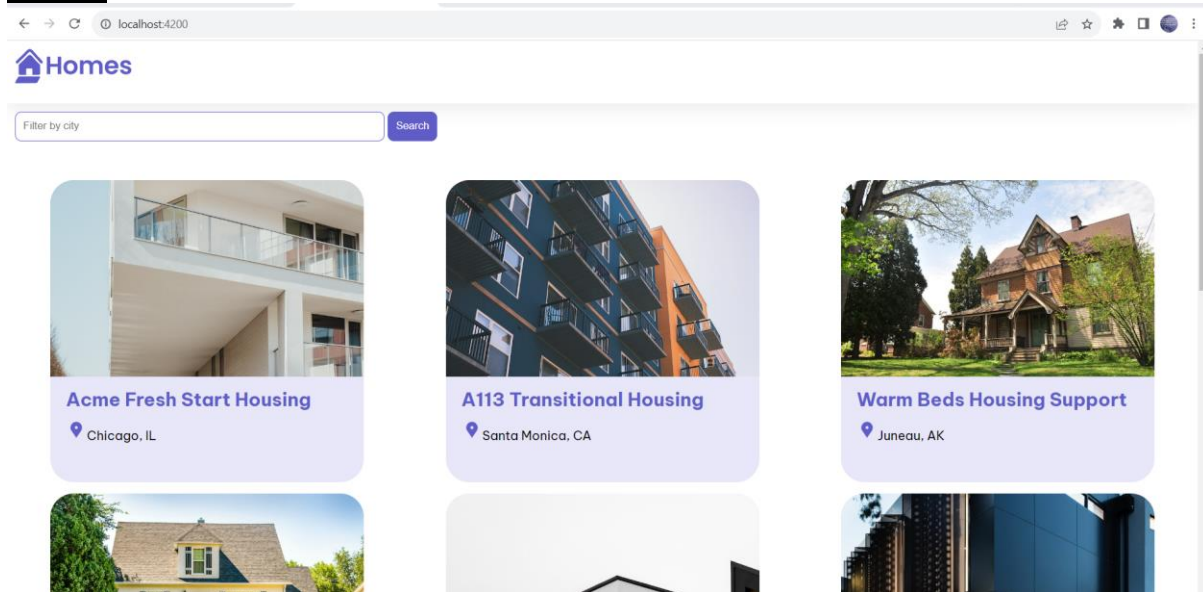 localhost:4200
Homes
Filter by city
Search
Acme Fresh Start Housing
A113 Transitional Housing
Warm Beds Housing Support
Chicago, IL
Santa Monica, CA
Juneau, AK